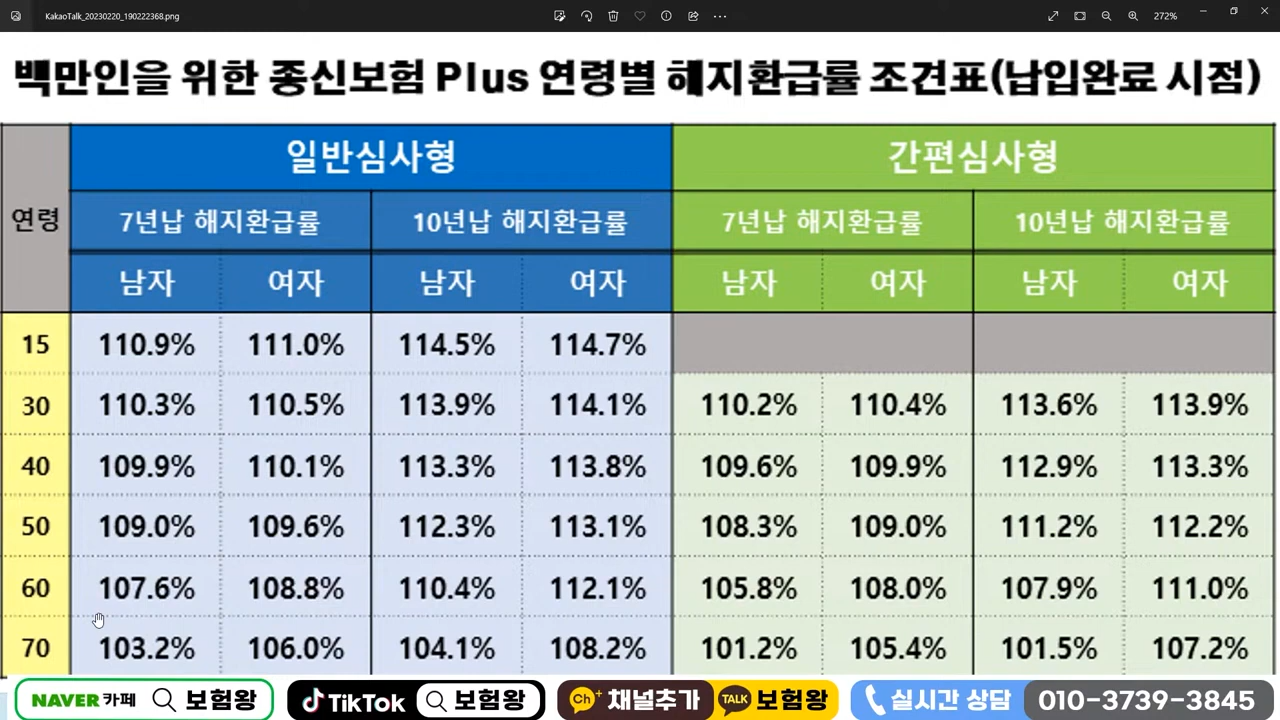 KakaoTalk_20230220_190222368.png
272%
백만인을 위한 종신보험 Plus 연령별 해지환급률 조견표(납입완료 시점)
연령 일반심사형 간편심사형
7년납 해지환급률 10년납 해지환급률 7년납 해지환급률 10년납 해지환급률
남자 여자 남자 여자 남자 여자 남자 여자
15 110.9% 111.0% 114.5% 114.7%
30 110.3% 110.5% 113.9% 114.1% 110.2% 110.4% 113.6% 113.9%
40 109.9% 110.1% 113.3% 113.8% 109.6% 109.9% 112.9% 113.3%
50 109.0% 109.6% 112.3% 113.1% 108.3% 109.0% 111.2% 112.2%
60 107.6% 108.8% 110.4% 112.1% 105.8% 108.0% 107.9% 111.0%
70 103.2% 106.0% 104.1% 108.2% 101.2% 105.4% 101.5% 107.2%
NAVER 카페 보험왕 TikTok 보험왕 Ch+ 채널추가 TALK 보험왕 실시간 상담 010-3739-3845